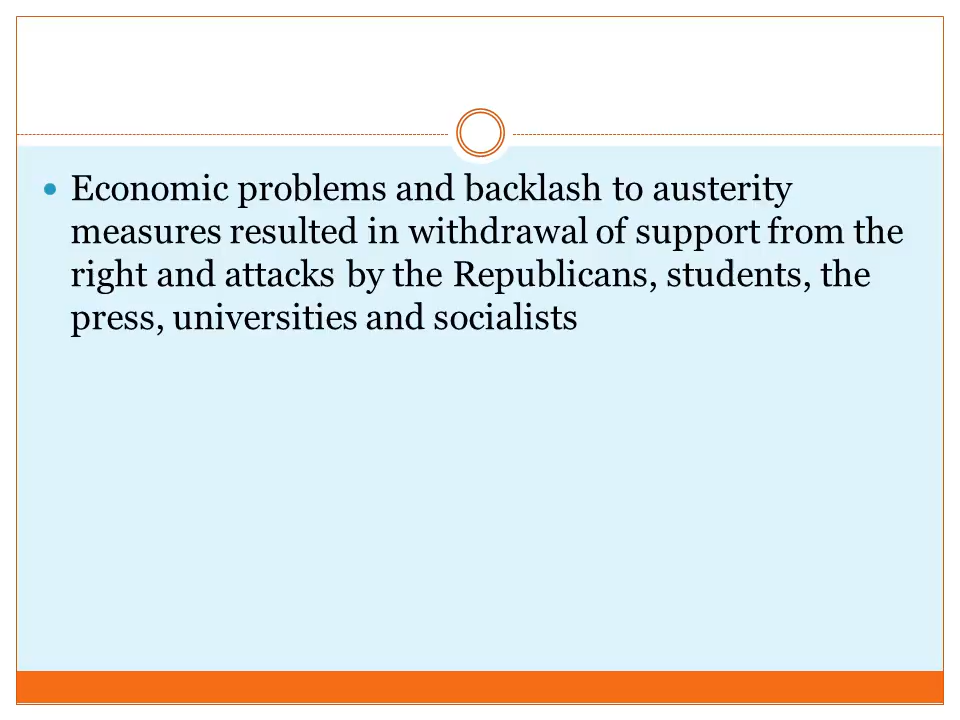 Economic problems and backlash to austerity
measures resulted in withdrawal of support from the
right and attacks by the Republicans, students, the
press, universities and socialists